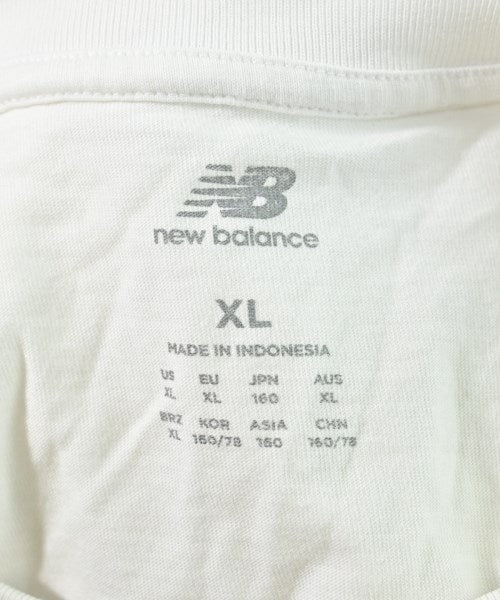 NB
new balance
XL
MADE IN INDONESIA
US EU JPN AUS
XL XL 160 XL
BRZ KOR ASIA CHN
XL 160/78 160 160/78